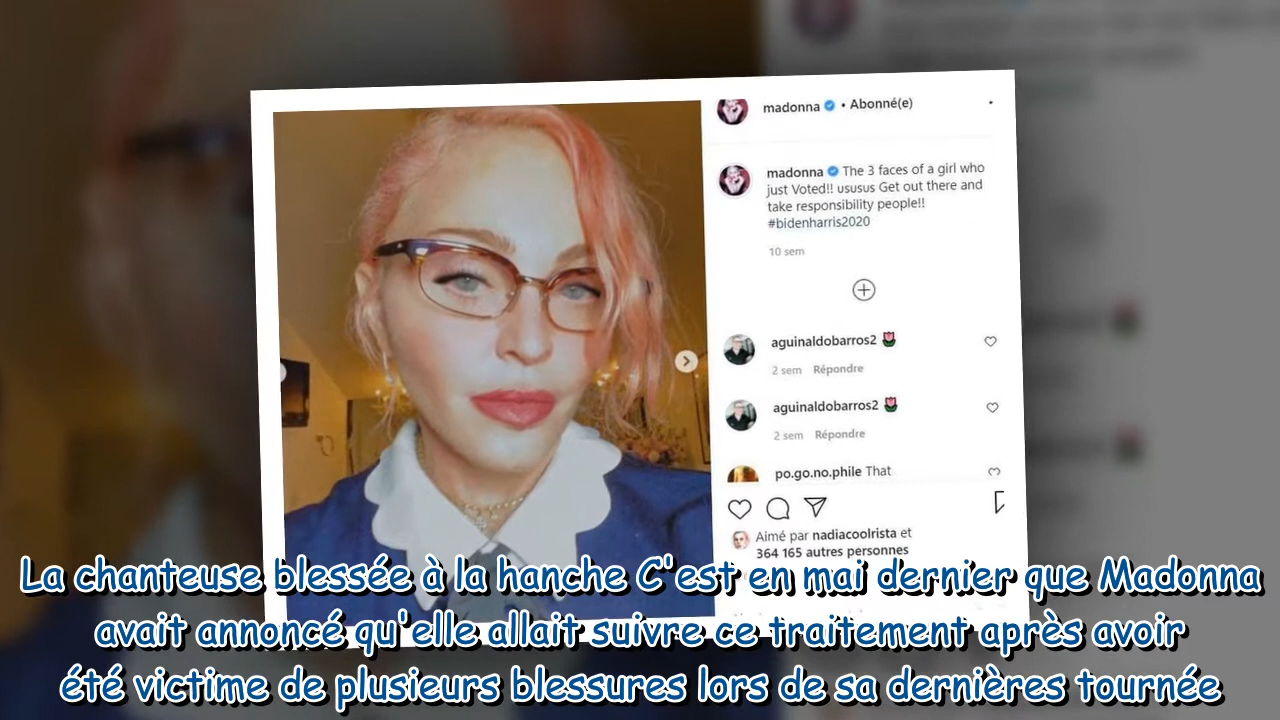 madonna • Abonné(e)
madonna The 3 faces of a girl who
just Voted!! ususus Get out there and
take responsibility people!!
#bidenharris2020
10 sem
aguinaldobarros2 🌷
2 sem Répondre
aguinaldobarros2 🌷
2 sem Répondre
po.go.no.phile That
Aimé par nadiacoolrista et
364 165 autres personnes
La chanteuse blessée à la hanche C'est en mai dernier que Madonna
avait annoncé qu'elle allait suivre ce traitement après avoir
été victime de plusieurs blessures lors de sa dernières tournée